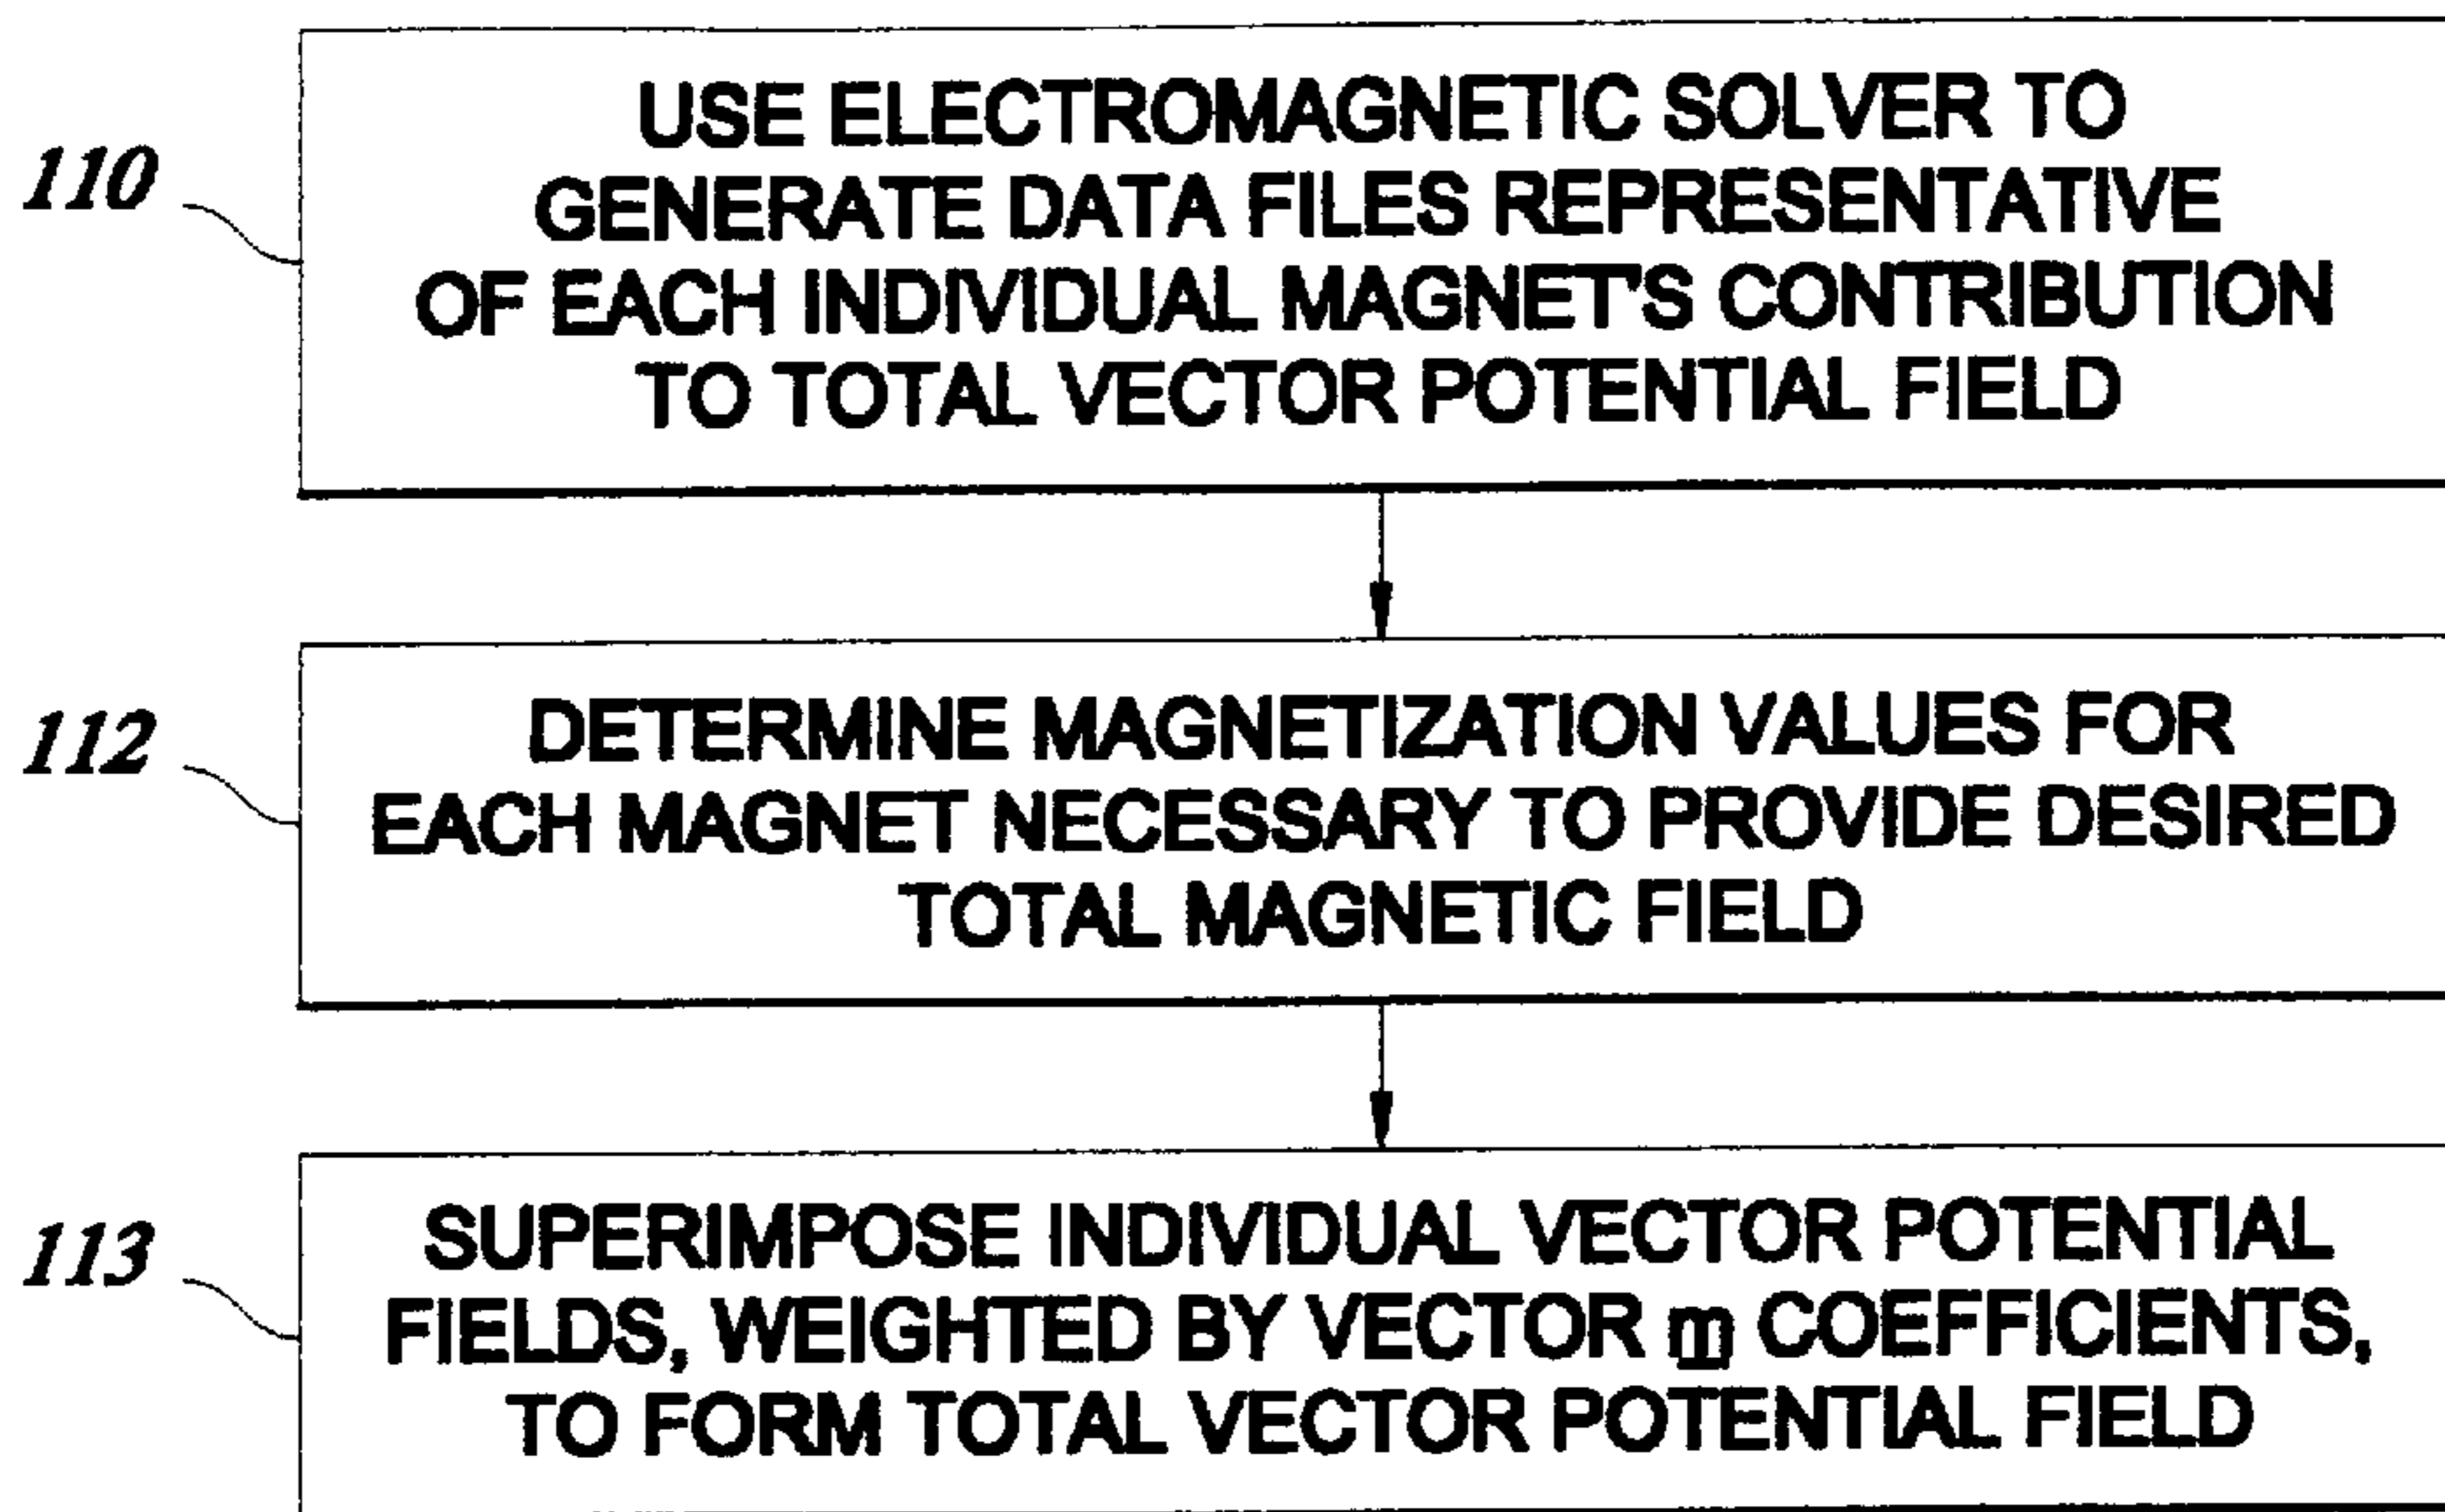 110
USE ELECTROMAGNETIC SOLVER TO
GENERATE DATA FILES REPRESENTATIVE
OF EACH INDIVIDUAL MAGNET'S CONTRIBUTION
TO TOTAL VECTOR POTENTIAL FIELD
112
DETERMINE MAGNETIZATION VALUES FOR
EACH MAGNET NECESSARY TO PROVIDE DESIRED
TOTAL MAGNETIC FIELD
113
SUPERIMPOSE INDIVIDUAL VECTOR POTENTIAL
FIELDS, WEIGHTED BY VECTOR m COEFFICIENTS,
TO FORM TOTAL VECTOR POTENTIAL FIELD